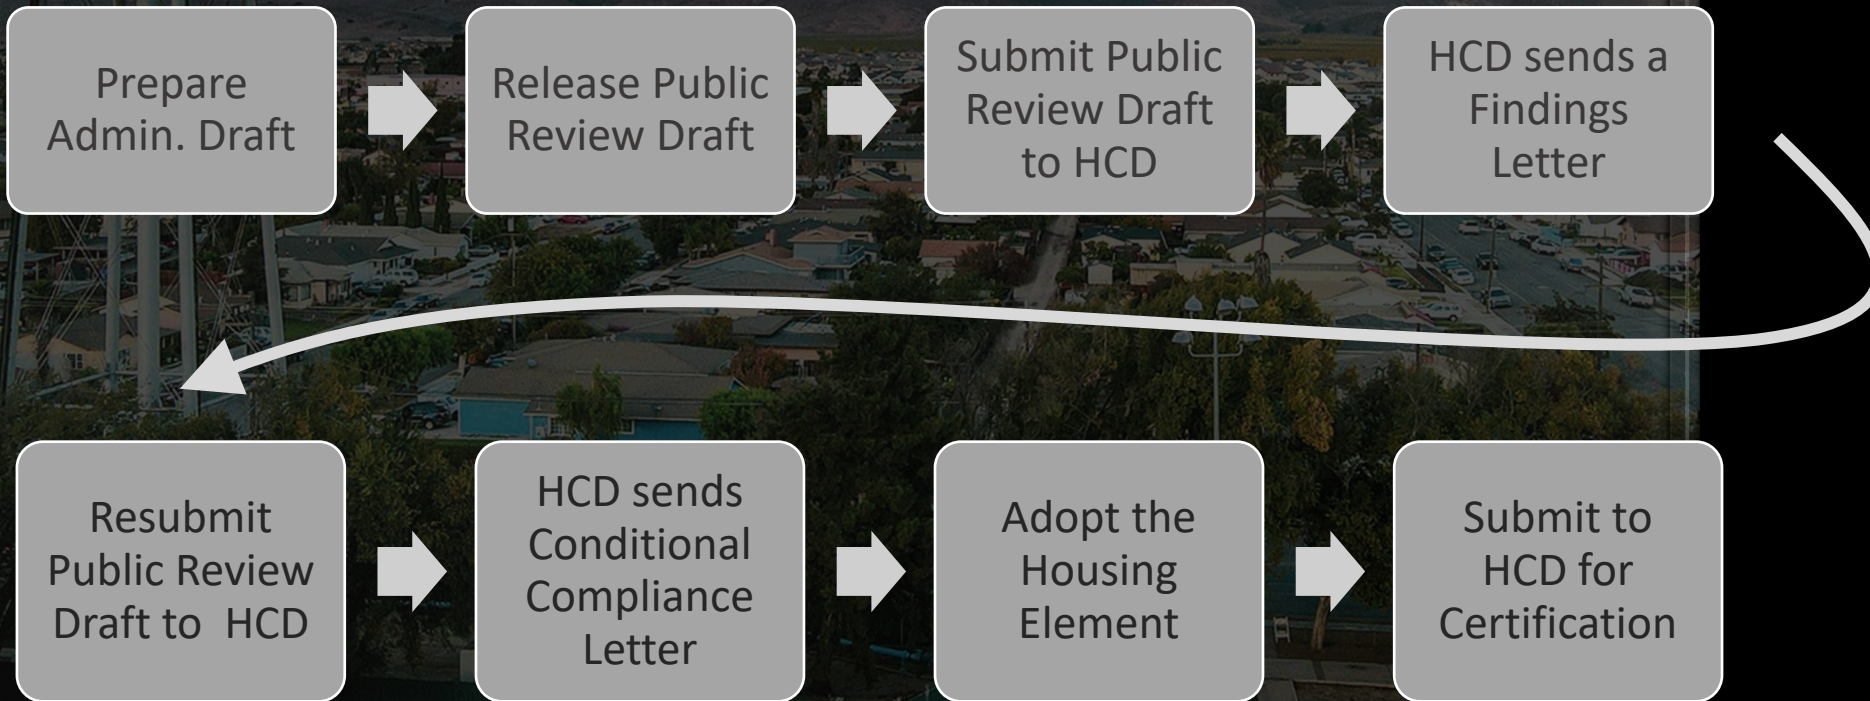 Prepare
Admin. Draft
Release Public
Review Draft
Submit Public
Review Draft
to HCD
HCD sends a
Findings
Letter
Resubmit
Public Review
Draft to  HCD
HCD sends
Conditional
Compliance
Letter
Adopt the
Housing
Element
Submit to
HCD for
Certification